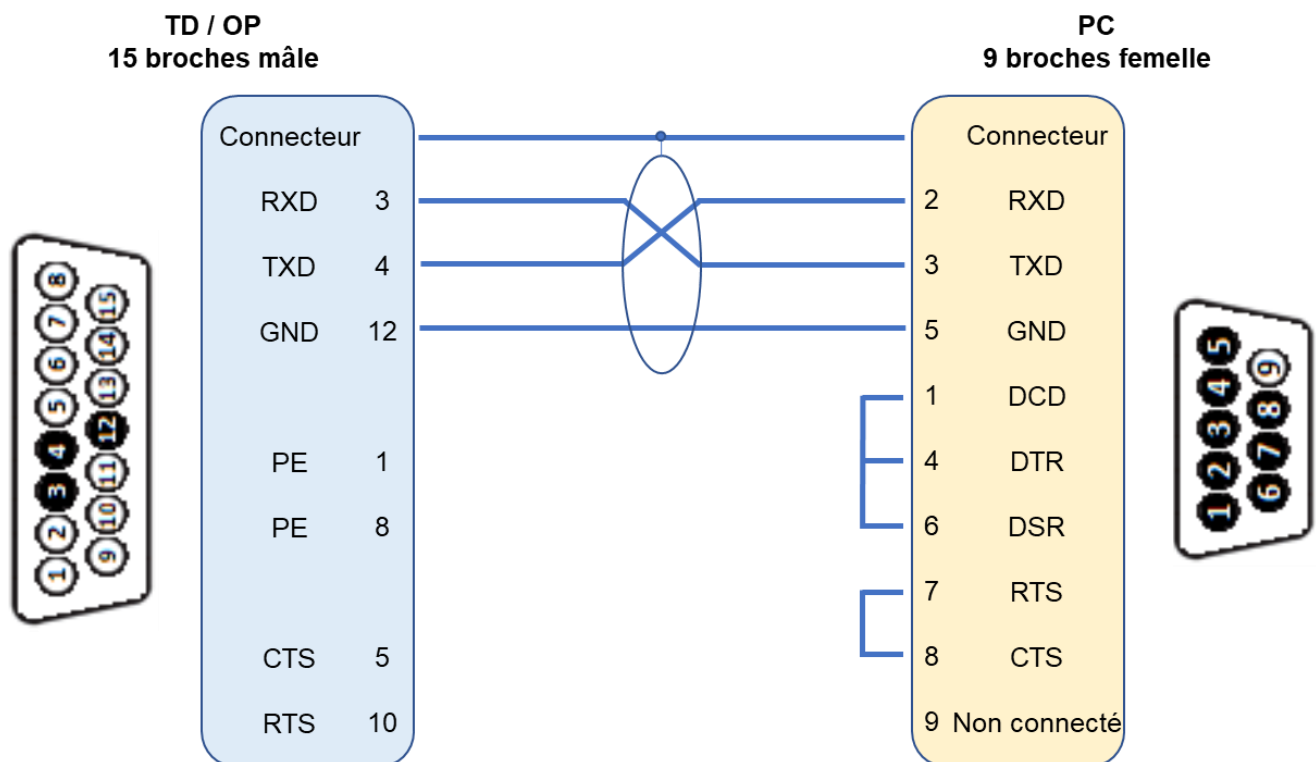 TD / OP
15 broches mâle
PC
9 broches femelle
Connecteur
Connecteur
RXD 3
2 RXD
TXD 4
3 TXD
GND 12
5 GND
1 DCD
PE 1
4 DTR
PE 8
6 DSR
7 RTS
CTS 5
8 CTS
RTS 10
9 Non connecté
8
7
6
5
4
3
2
1
15
14
13
12
11
10
9
5
4
3
2
1
9
8
7
6